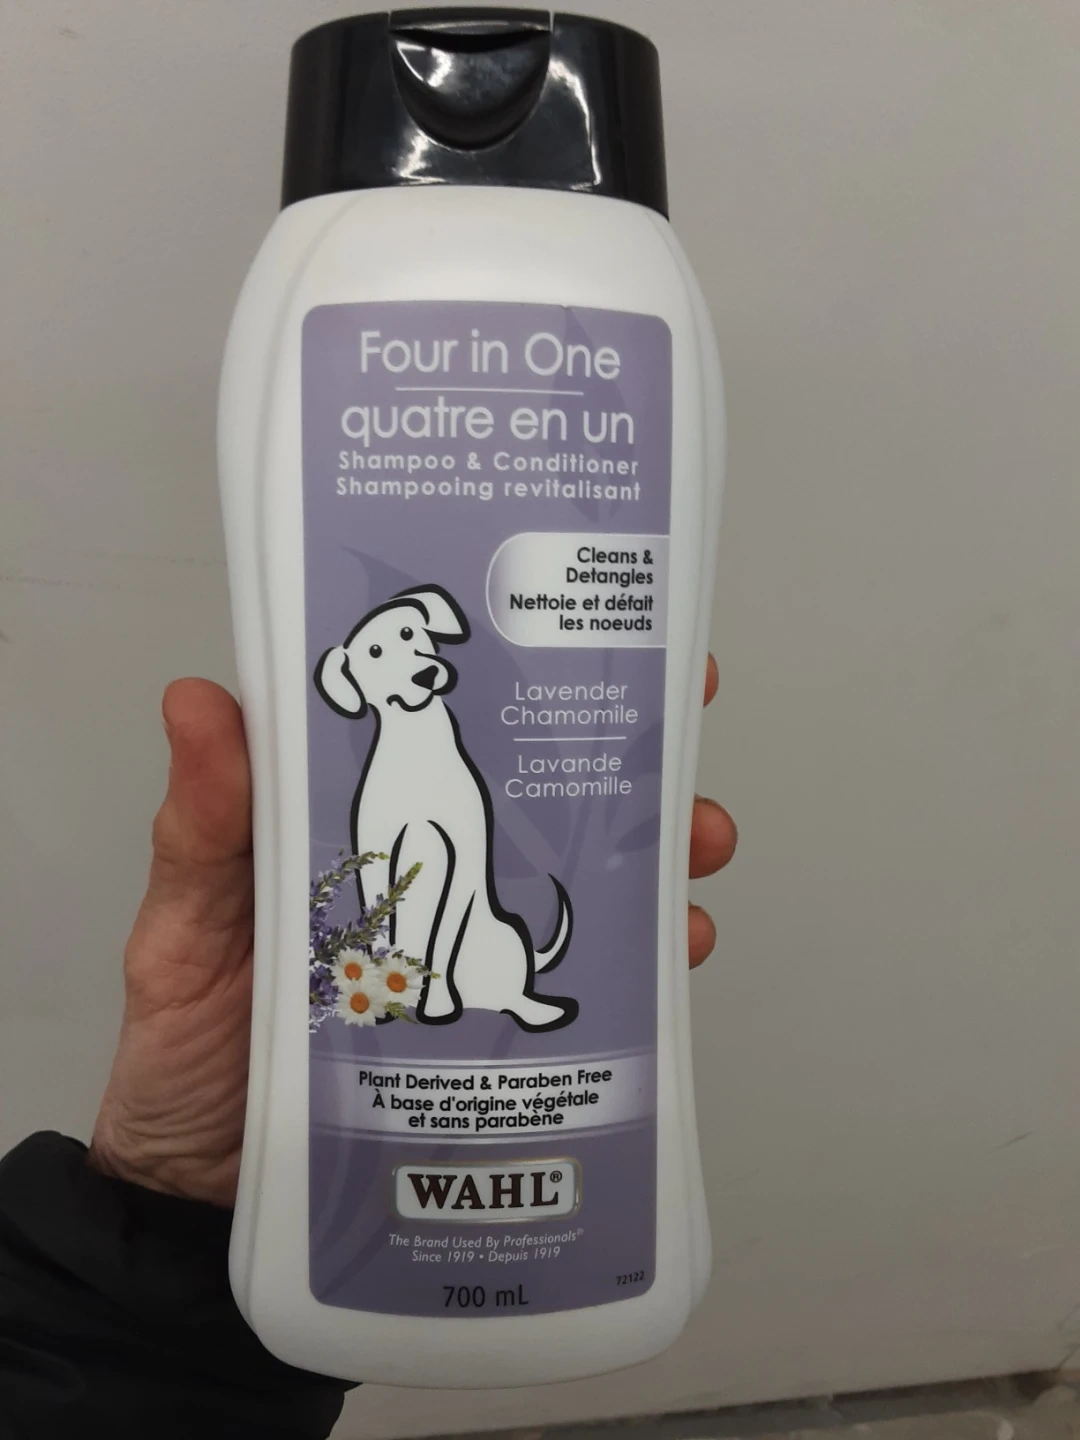 Four in One
quatre en un
Shampoo & Conditioner
Shampooing revitalisant
Cleans &
Detangles
Nettoie et défait
les noeuds
Lavender
Chamomile
Lavande
Camomille
Plant Derived & Paraben Free
À base d'origine végétale
et sans parabène
WAHL®
The Brand Used By Professionals®
Since 1919 • Depuis 1919
72122
700 mL